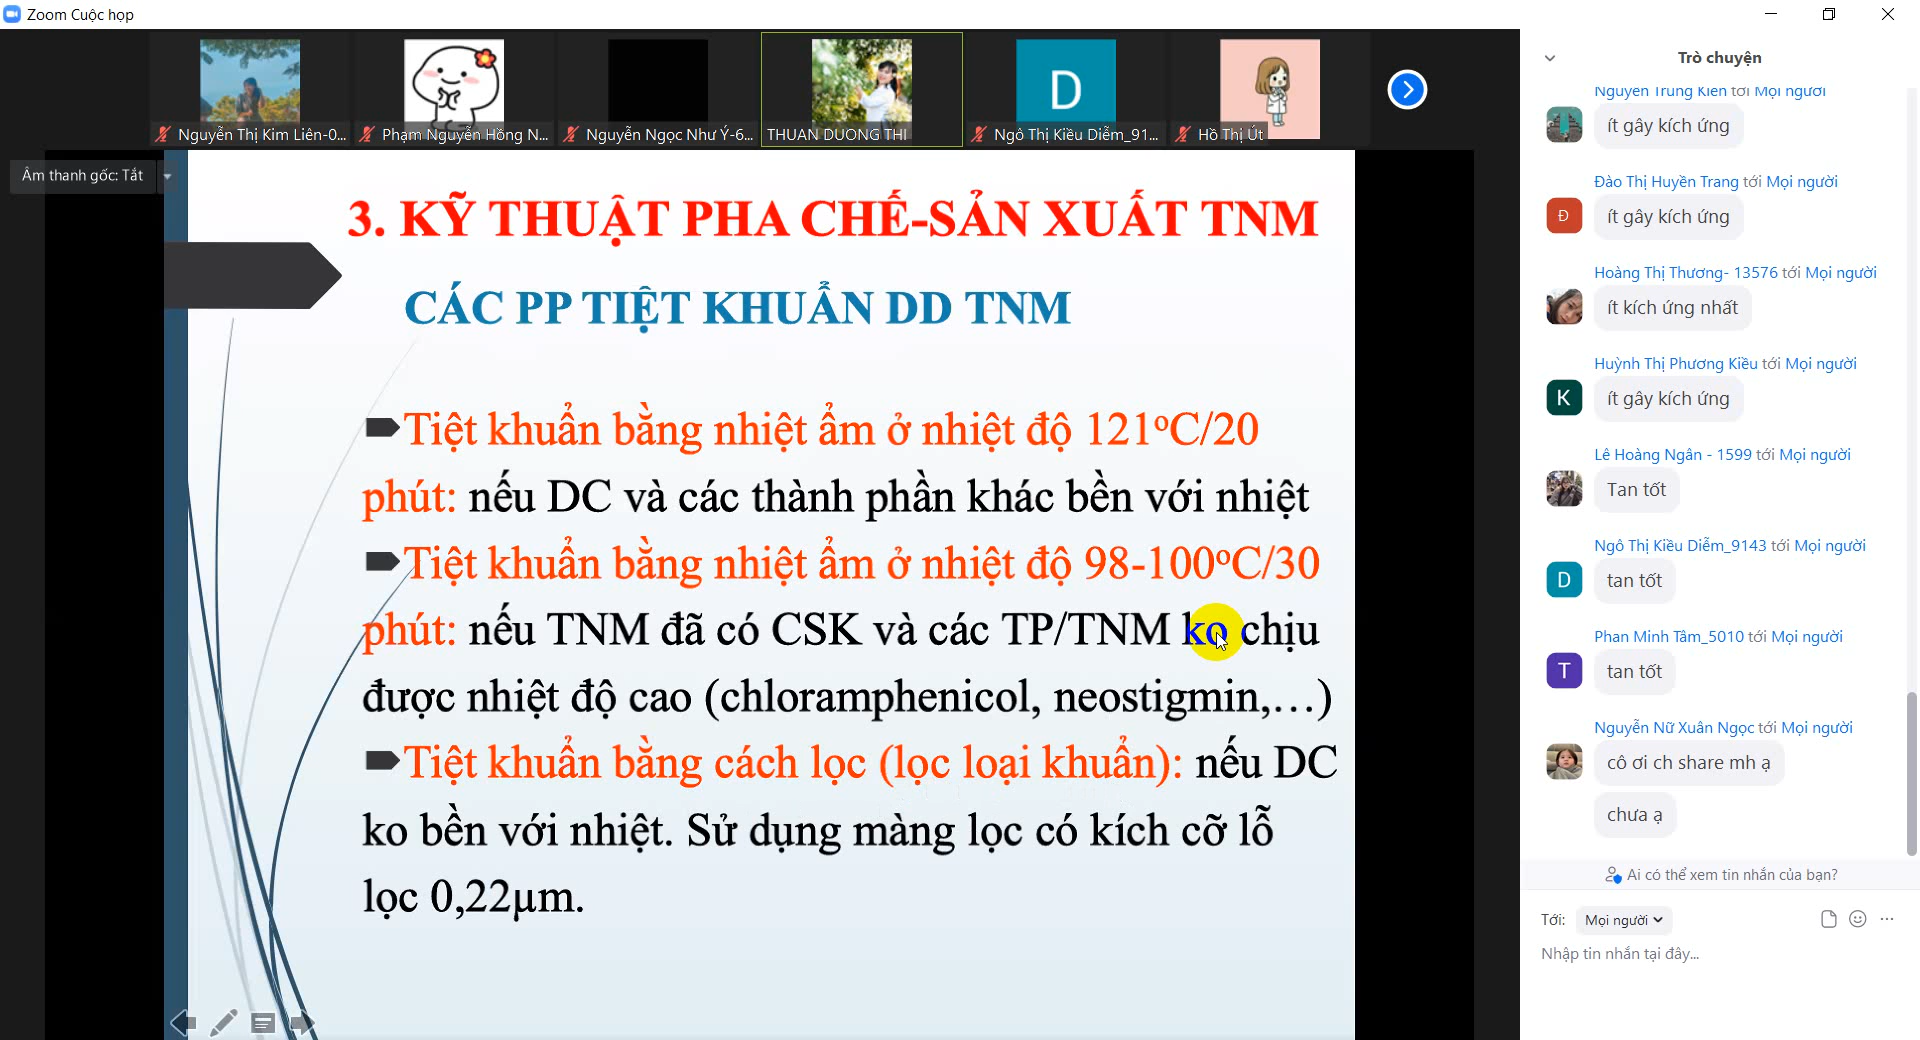 Zoom Cuộc họp
Nguyễn Thị Kim Liên-0...
Phạm Nguyễn Hồng N...
Nguyễn Ngọc Như Ý-6...
THUAN DUONG THI
D
Ngô Thị Kiều Diễm_91...
Hồ Thị Út
Âm thanh gốc: Tắt
3. KỸ THUẬT PHA CHẾ-SẢN XUẤT TNM
CÁC PP TIỆT KHUẨN DD TNM
Tiệt khuẩn bằng nhiệt ẩm ở nhiệt độ 121ºC/20
phút: nếu DC và các thành phần khác bền với nhiệt
Tiệt khuẩn bằng nhiệt ẩm ở nhiệt độ 98-100ºC/30
phút: nếu TNM đã có CSK và các TP/TNM ko chịu
được nhiệt độ cao (chloramphenicol, neostigmin,...)
Tiệt khuẩn bằng cách lọc (lọc loại khuẩn): nếu DC
ko bền với nhiệt. Sử dụng màng lọc có kích cỡ lỗ
lọc 0,22µm.
Trò chuyện
Nguyen Trung Kien tới Mọi người
ít gây kích ứng
Đào Thị Huyền Trang tới Mọi người
Đ
ít gây kích ứng
Hoàng Thị Thương- 13576 tới Mọi người
ít kích ứng nhất
Huỳnh Thị Phương Kiều tới Mọi người
K
ít gây kích ứng
Lê Hoàng Ngân - 1599 tới Mọi người
Tan tốt
Ngô Thị Kiều Diễm_9143 tới Mọi người
D
tan tốt
Phan Minh Tâm_5010 tới Mọi người
T
tan tốt
Nguyễn Nữ Xuân Ngọc tới Mọi người
cô ơi ch share mh ạ
chưa ạ
Ai có thể xem tin nhắn của bạn?
Tới: Mọi người
Nhập tin nhắn tại đây...